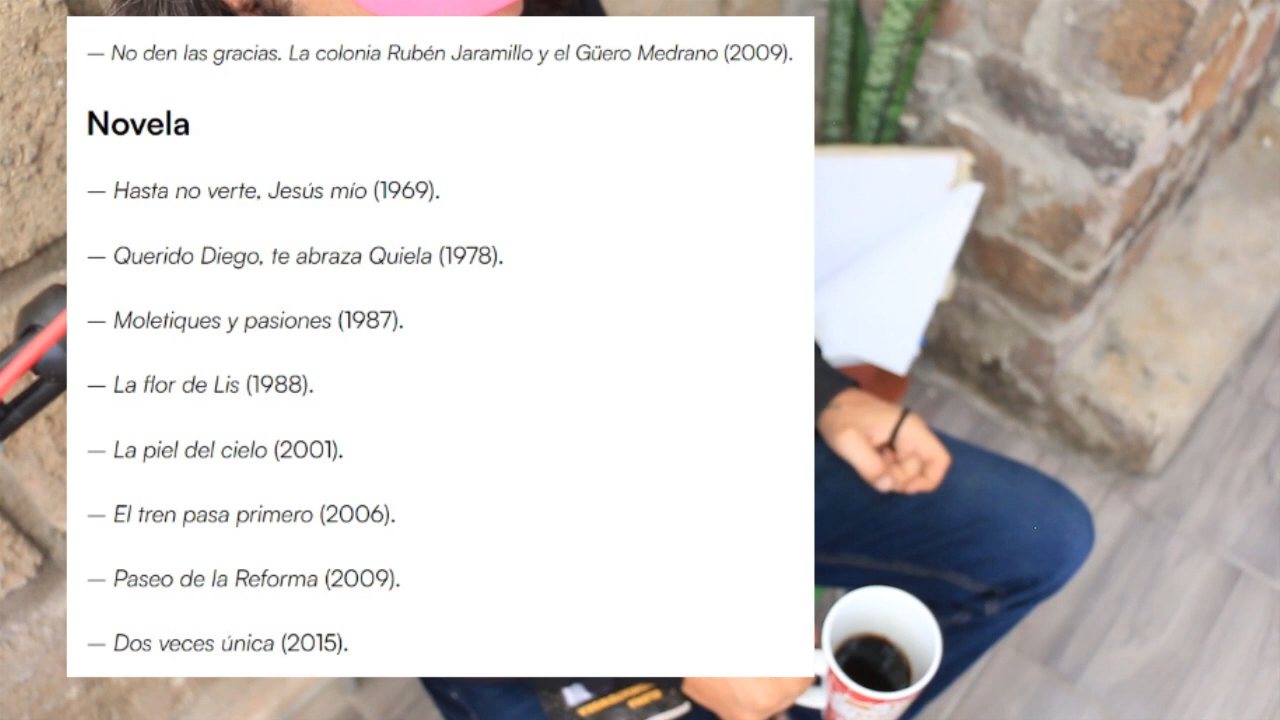 — No den las gracias. La colonia Rubén Jaramillo y el Güero Medrano (2009).
Novela
— Hasta no verte, Jesús mío (1969).
— Querido Diego, te abraza Quiela (1978).
— Moletiques y pasiones (1987).
— La flor de Lis (1988).
— La piel del cielo (2001).
— El tren pasa primero (2006).
— Paseo de la Reforma (2009).
— Dos veces única (2015).